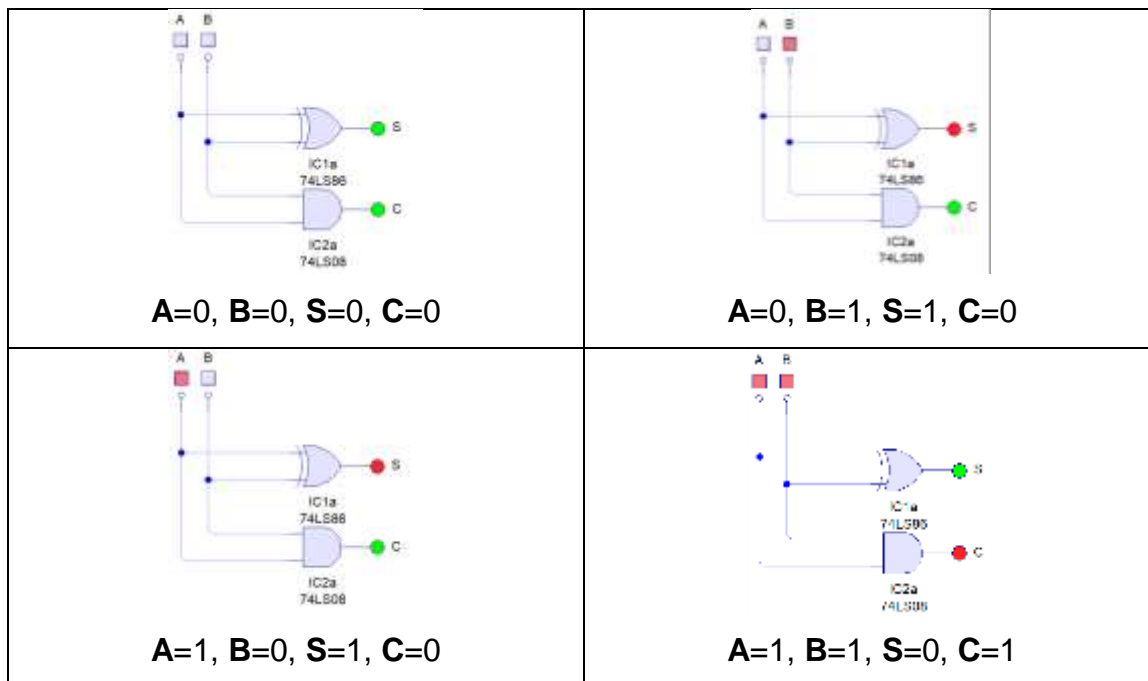 A B
S
IC1a
74LS86
C
IC2a
74LS08
A=0, B=0, S=0, C=0
A B
S
IC1a
74LS86
C
IC2a
74LS08
A=0, B=1, S=1, C=0
A B
S
IC1a
74LS86
C
IC2a
74LS08
A=1, B=0, S=1, C=0
A B
S
IC1a
74LS86
C
IC2a
74LS08
A=1, B=1, S=0, C=1